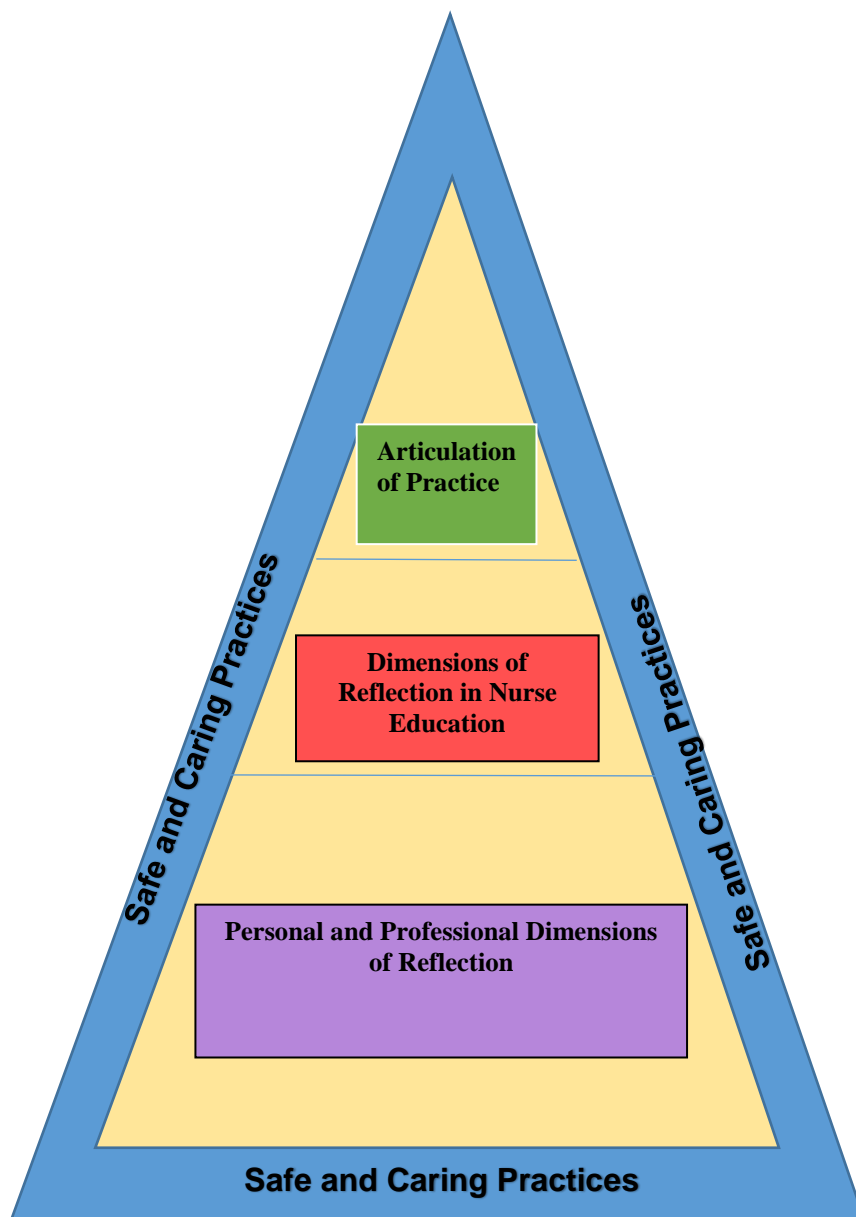 Articulation
of Practice
Safe and Caring Practices
Safe and Caring Practices
Dimensions of
Reflection in Nurse
Education
Personal and Professional Dimensions
of Reflection
Safe and Caring Practices